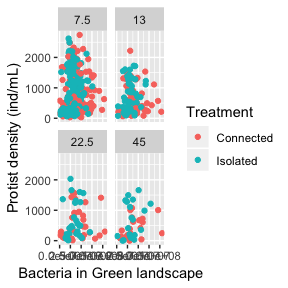 7.5 13
2000
1000
0
22.5 45
2000
1000
0
Protist density (ind/mL)
Bacteria in Green landscape
Treatment
Connected
Isolated